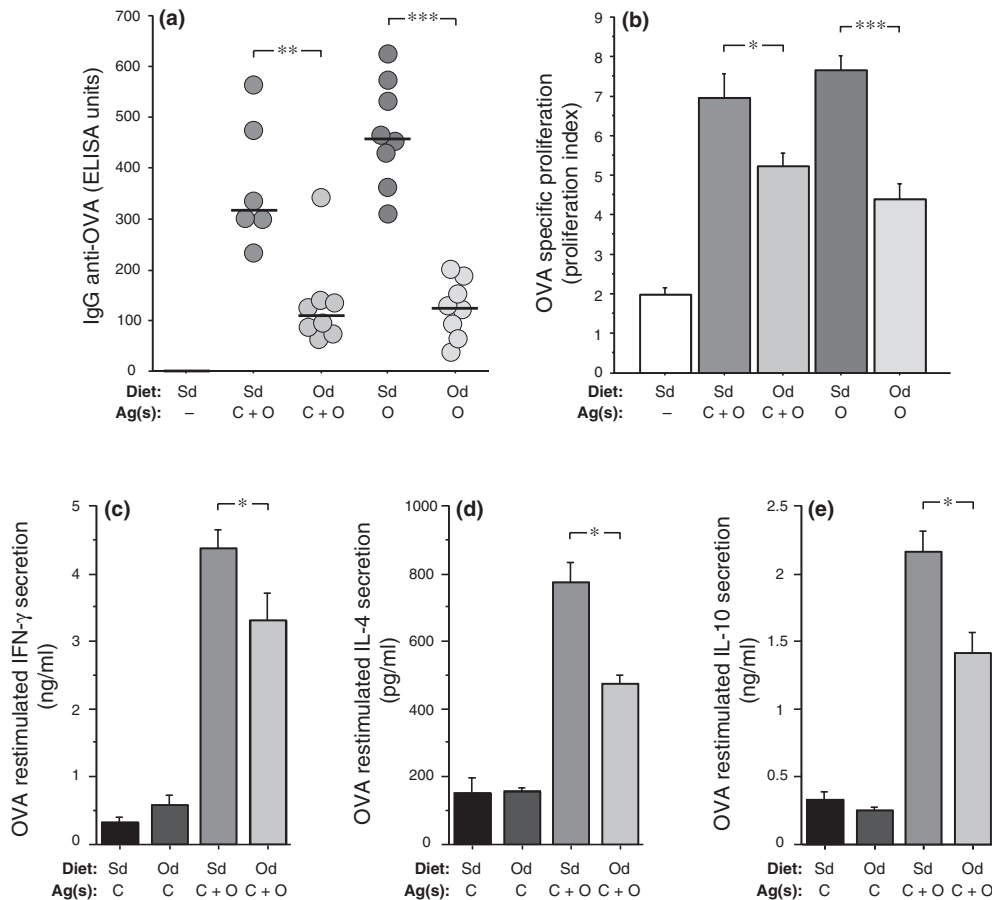 (a)
IgG anti-OVA (ELISA units)
700
600
500
400
300
200
100
0
**
***
Diet: Sd Sd Od Sd Od
Ag(s): – C + O C + O O O
(b)
OVA specific proliferation
(proliferation index)
9
8
7
6
5
4
3
2
1
0
*
***
Diet: Sd Sd Od Sd Od
Ag(s): – C + O C + O O O
(c)
OVA restimulated IFN-γ secretion
(ng/ml)
5
4
3
2
1
0
*
Diet: Sd Od Sd Od
Ag(s): C C C + O C + O
(d)
OVA restimulated IL-4 secretion
(pg/ml)
1000
800
600
400
200
0
*
Diet: Sd Od Sd Od
Ag(s): C C C + O C + O
(e)
OVA restimulated IL-10 secretion
(ng/ml)
2.5
2
1.5
1
0.5
0
*
Diet: Sd Od Sd Od
Ag(s): C C C + O C + O